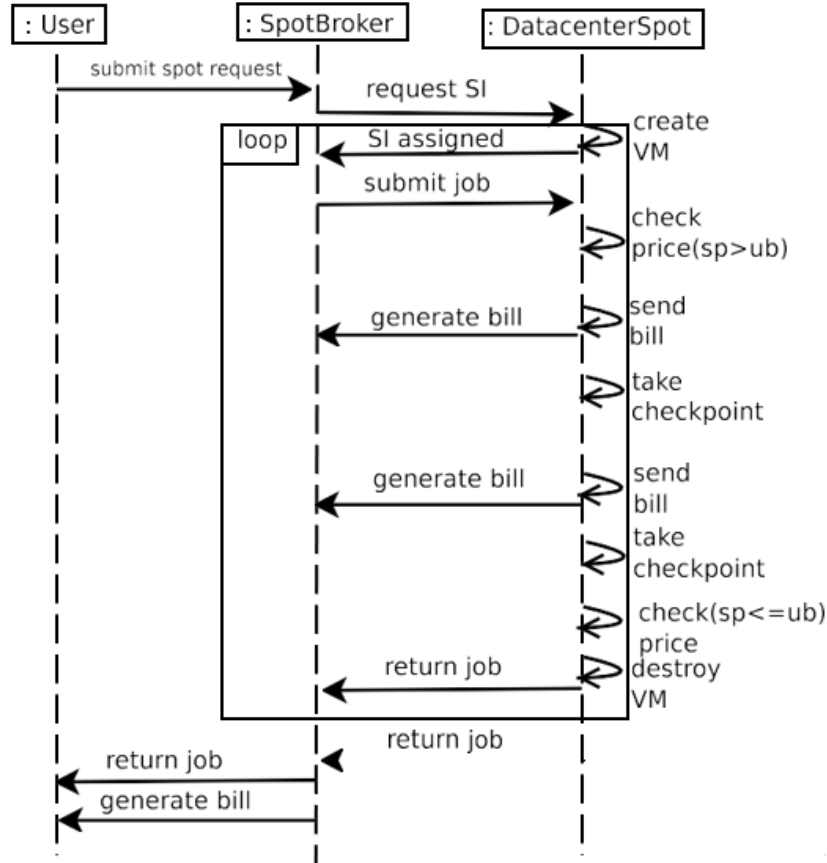 : User
: SpotBroker
: DatacenterSpot
submit spot request
request SI
create
VM
loop
SI assigned
submit job
check
price(sp>ub)
send
bill
generate bill
take
checkpoint
send
bill
generate bill
take
checkpoint
check(sp<=ub)
price
destroy
VM
return job
return job
return job
generate bill